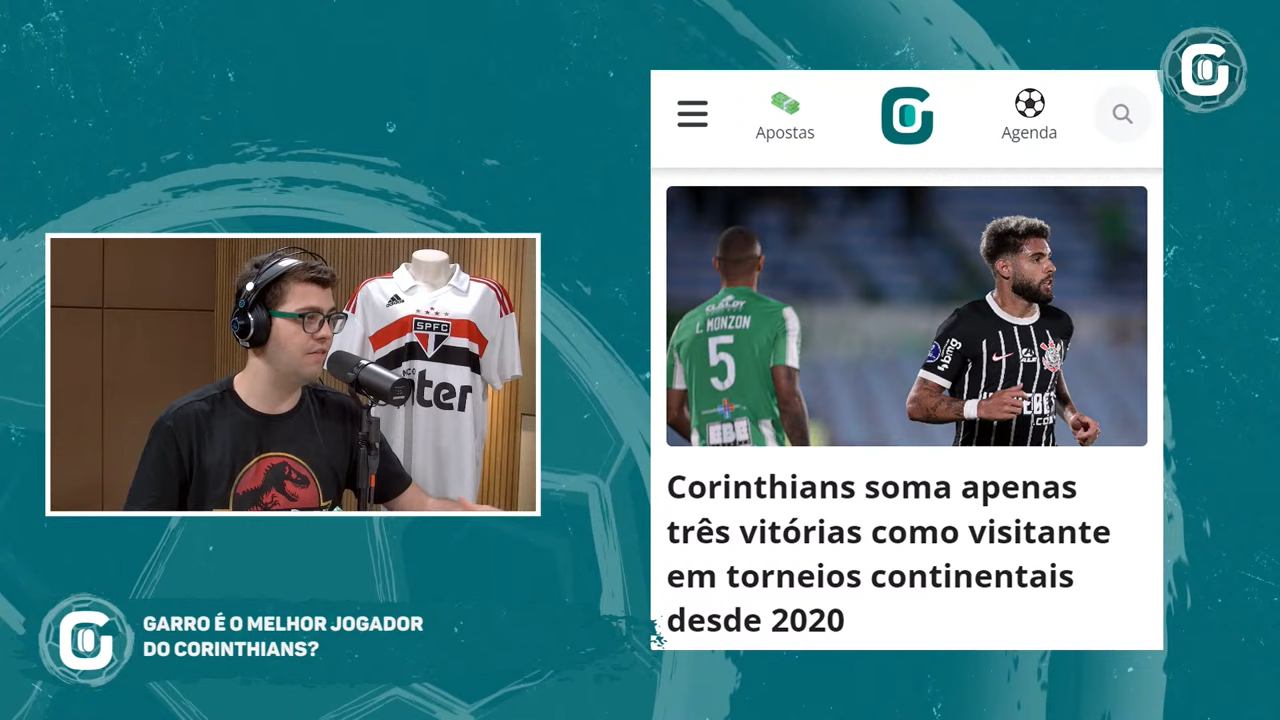 Apostas
Agenda
SPFC
nter
L. MONZON
5
Corinthians soma apenas
três vitórias como visitante
em torneios continentais
desde 2020
GARRO É O MELHOR JOGADOR
DO CORINTHIANS?